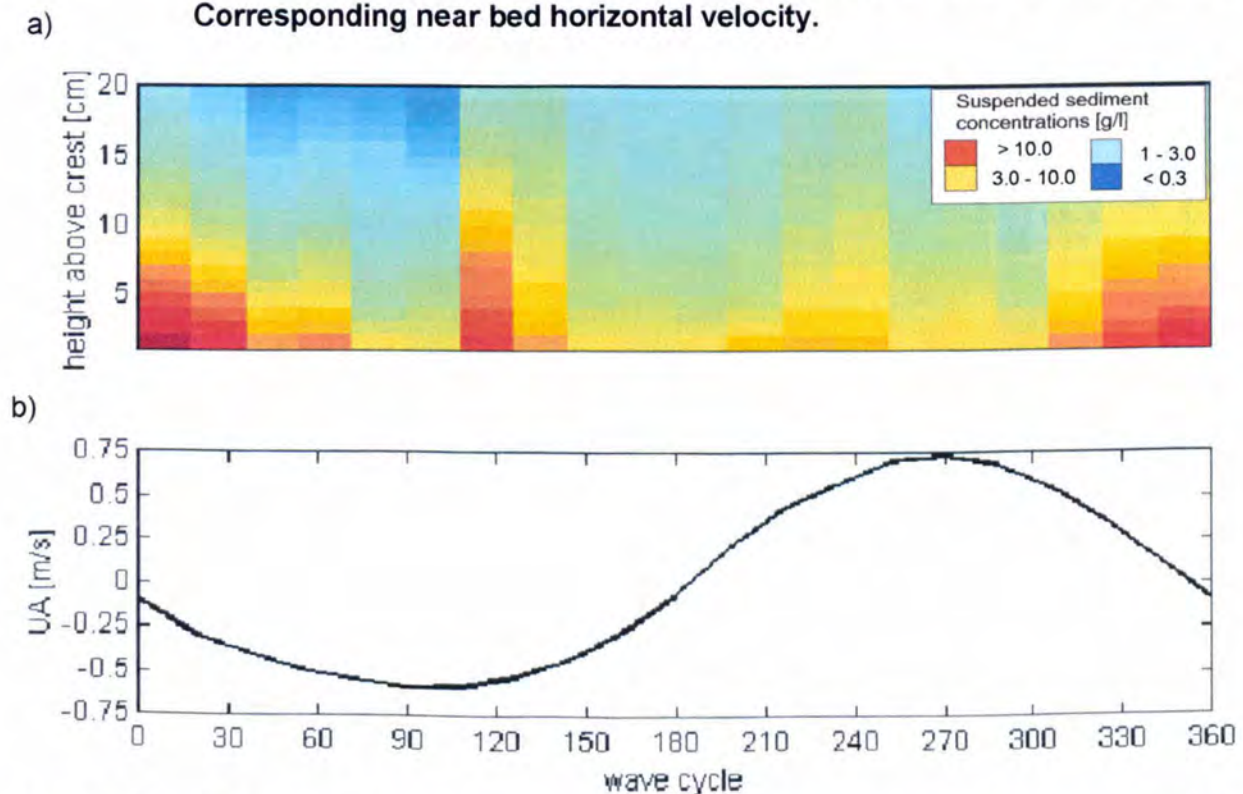 Corresponding near bed horizontal velocity.
a)
height above crest [cm]
20
15
10
5
Suspended sediment
concentrations [g/l]
> 10.0
1 - 3.0
3.0 - 10.0
< 0.3
b)
UA [m/s]
0.75
0.5
0.25
0
-0.25
-0.5
-0.75
0 30 60 90 120 150 180 210 240 270 300 330 360
wave cycle